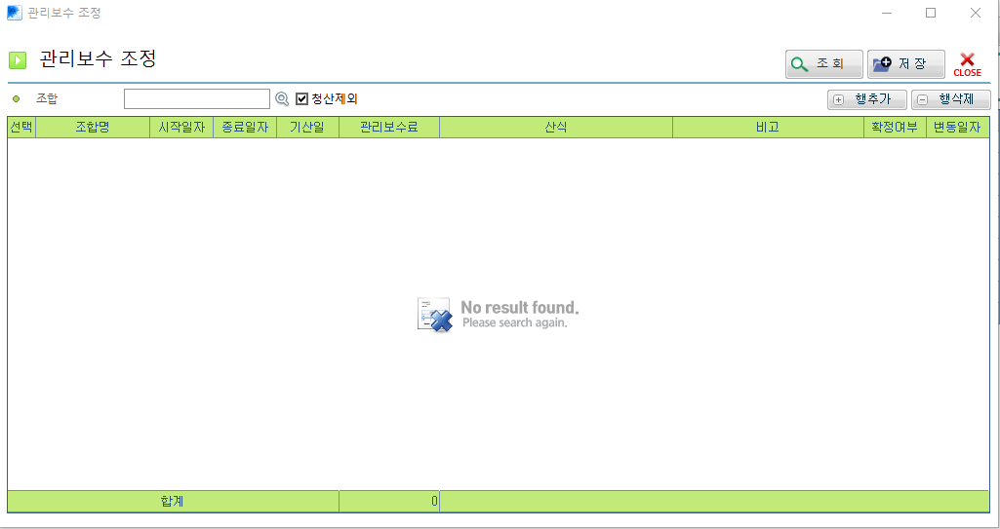 관리보수 조정
관리보수 조정
조 회
저 장
CLOSE
조합
청산제외
행추가
행삭제
선택 조합명 시작일자 종료일자 기산일 관리보수료 산식 비고 확정여부 변동일자
No result found.
Please search again.
합계 0